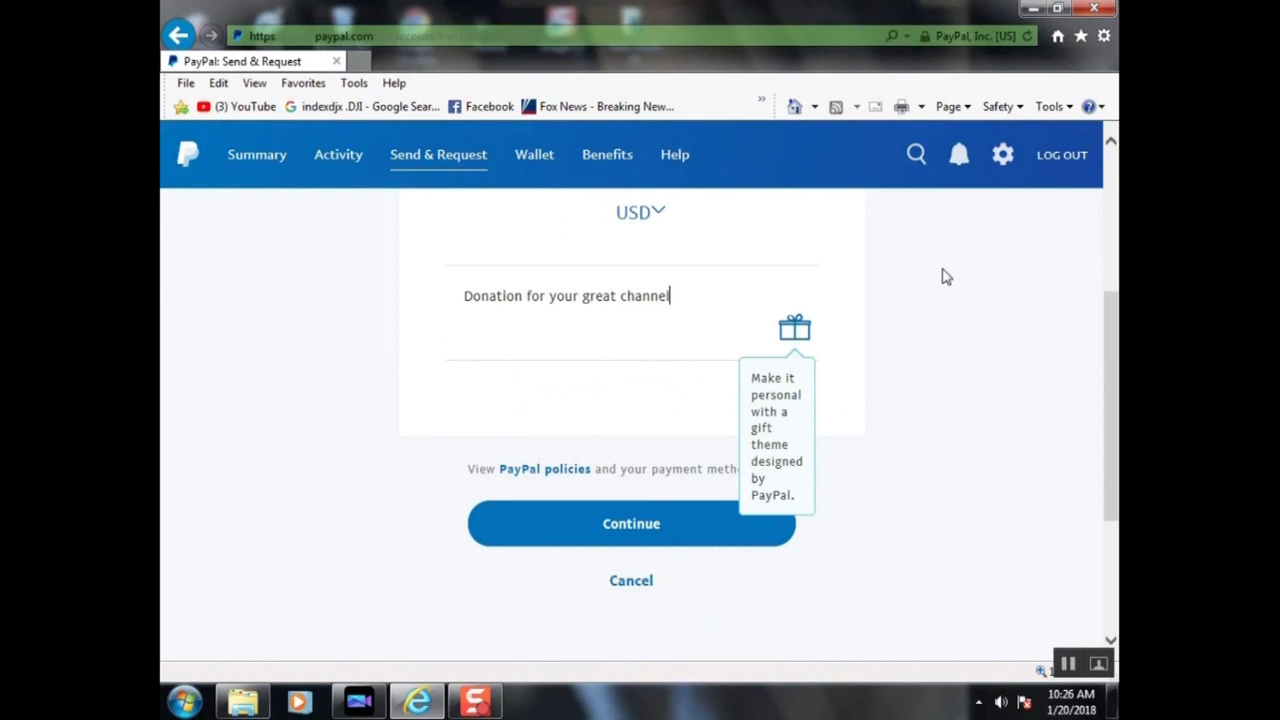 https paypal.com
PayPal, Inc. [US]
PayPal: Send & Request
File Edit View Favorites Tools Help
(3) YouTube
indexdjx .DJI - Google Sear...
Facebook
Fox News - Breaking New...
Page
Safety
Tools
Summary Activity Send & Request Wallet Benefits Help LOG OUT
USD
Donation for your great channel
Make it
personal
with a
gift
theme
designed
by
PayPal.
View PayPal policies and your payment meth
Continue
Cancel
10:26 AM
1/20/2018